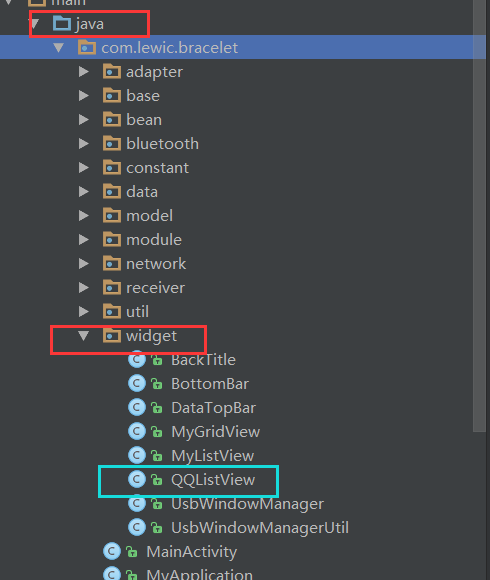 main
java
com.lewic.bracelet
adapter
base
bean
bluetooth
constant
data
model
module
network
receiver
util
widget
C BackTitle
C BottomBar
C DataTopBar
C MyGridView
C MyListView
C QQListView
C UsbWindowManager
C UsbWindowManagerUtil
C MainActivity
C MyApplication